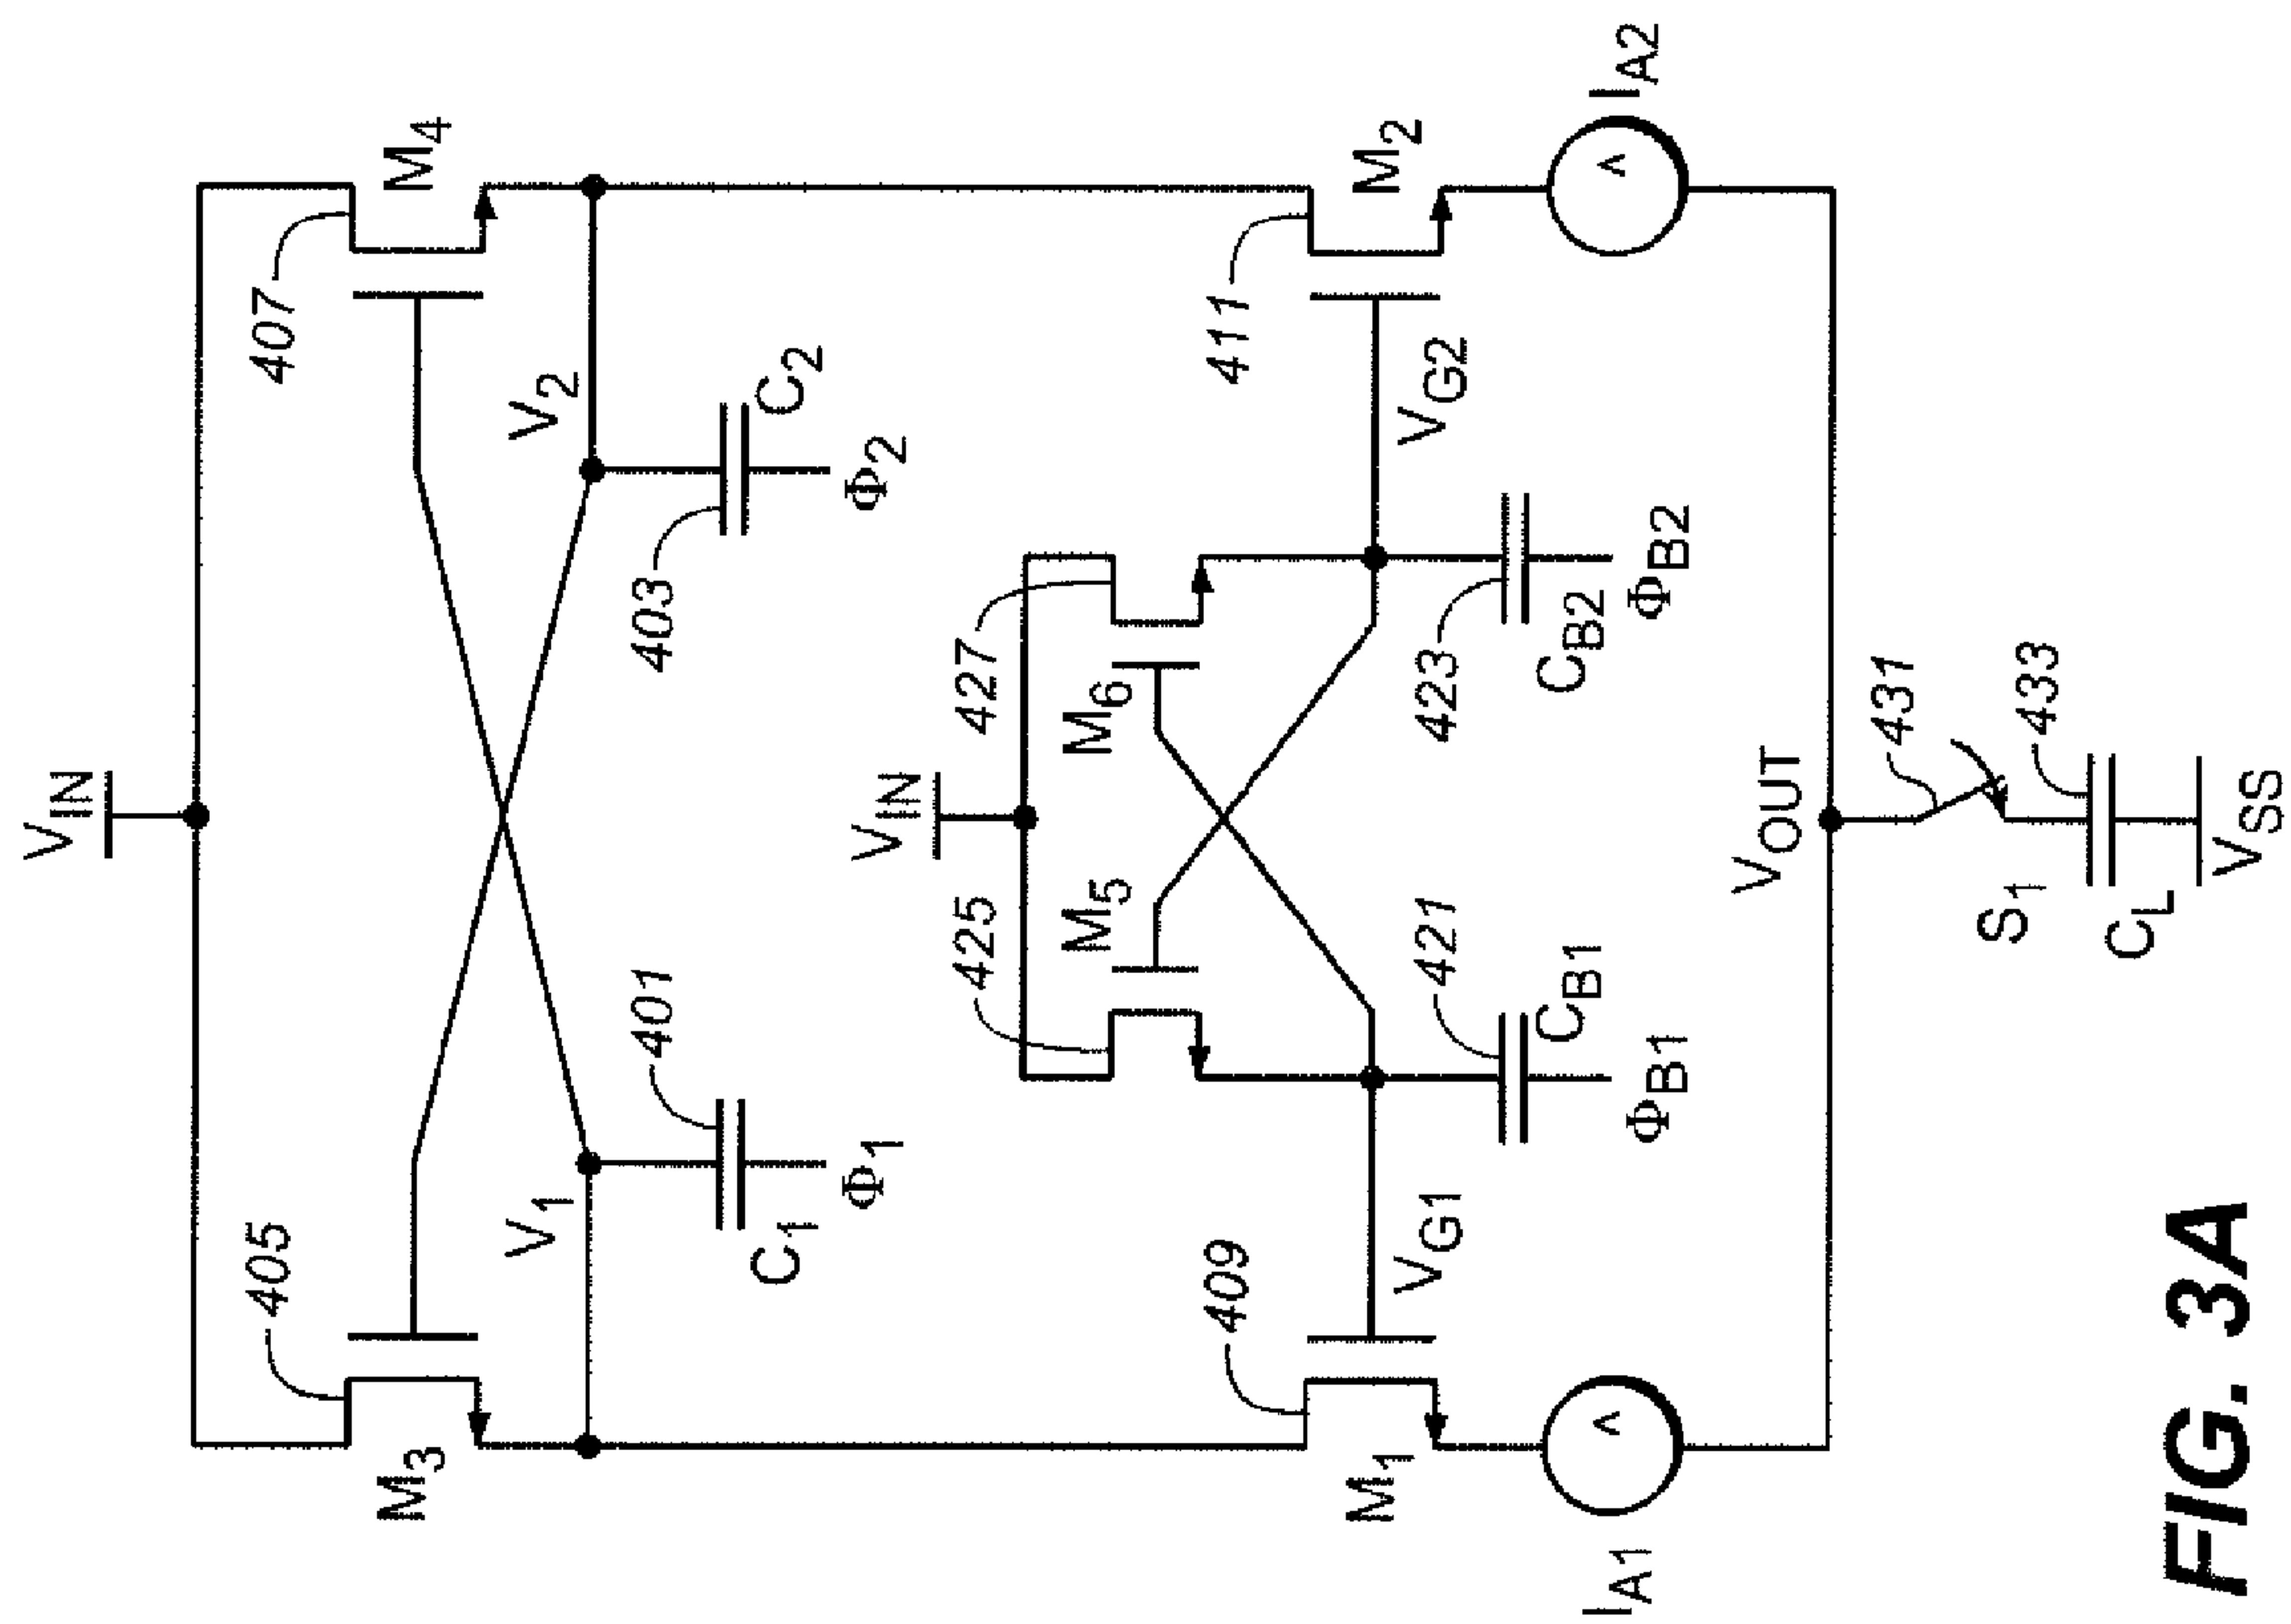 V_IN
405
407
M_3
M_4
V_1
V_2
401
403
C_1
C_2
Φ_1
Φ_2
V_IN
425
427
M_5
M_6
409
411
M_1
M_2
V_G1
V_G2
421
423
C_B1
C_B2
Φ_B1
Φ_B2
I_A1
I_A2
V_OUT
431
S_1
433
C_L
V_SS
FIG. 3A